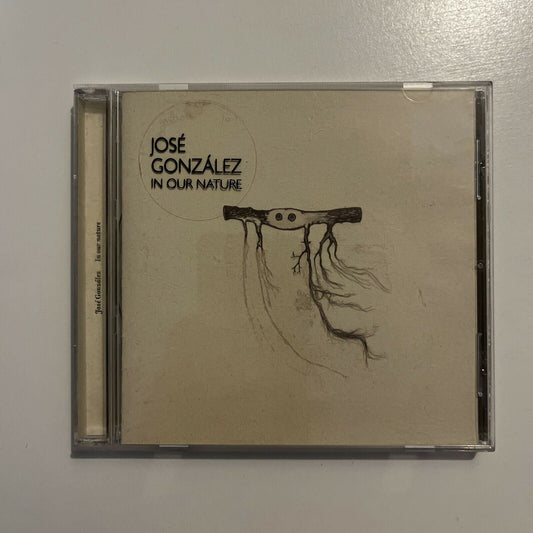 JOSÉ
GONZÁLEZ
IN OUR NATURE
José González In our nature